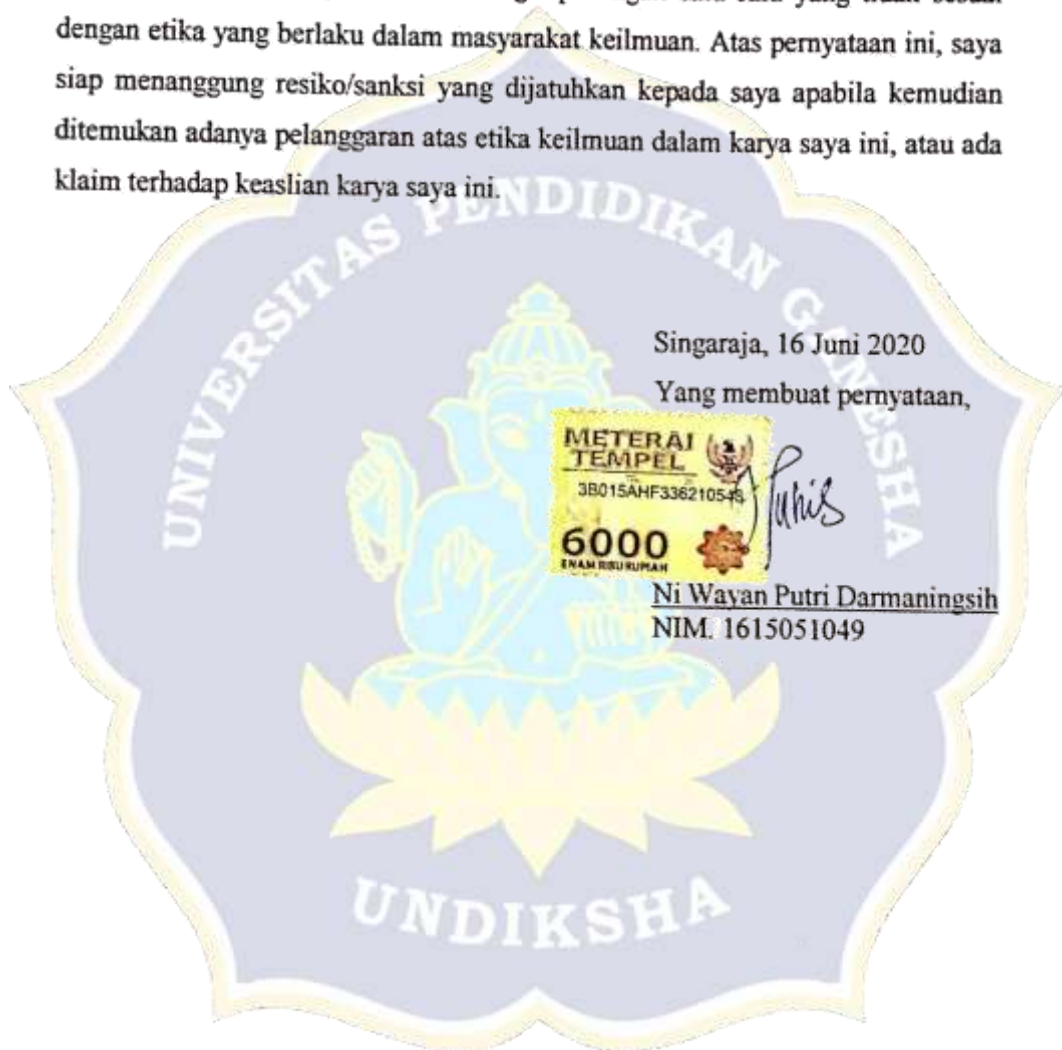 dengan etika yang berlaku dalam masyarakat keilmuan. Atas pernyataan ini, saya
siap menanggung resiko/sanksi yang dijatuhkan kepada saya apabila kemudian
ditemukan adanya pelanggaran atas etika keilmuan dalam karya saya ini, atau ada
klaim terhadap keaslian karya saya ini.
UNIVERSITAS PENDIDIKAN GANESHA
Singaraja, 16 Juni 2020
Yang membuat pernyataan,
METERAI
TEMPEL
6000
ENAM RIBU RUPIAH
Ni Wayan Putri Darmaningsih
NIM. 1615051049
UNDIKSHA